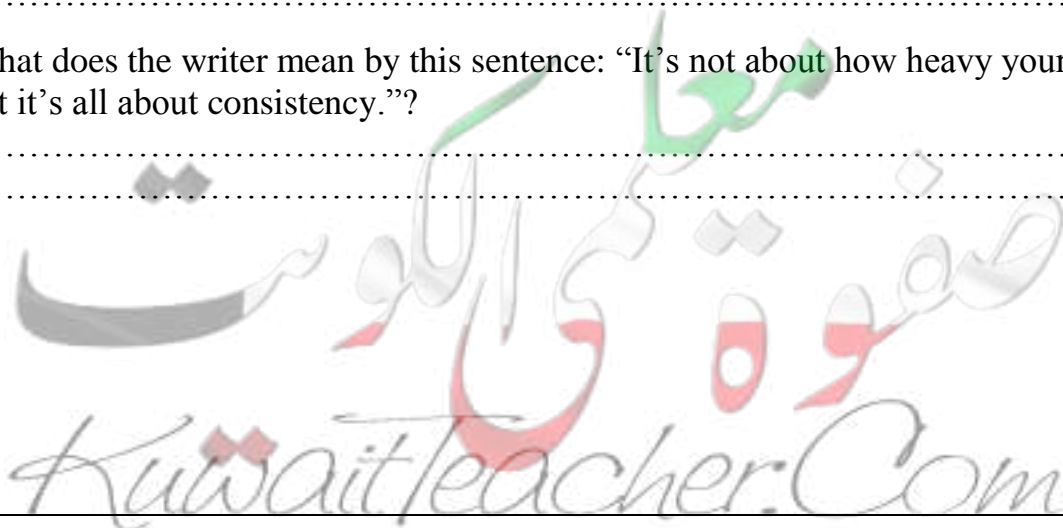 hat does the writer mean by this sentence: “It’s not about how heavy your
t it’s all about consistency.”?
صفوة معلمى الكويت
KuwaitTeacher.Com